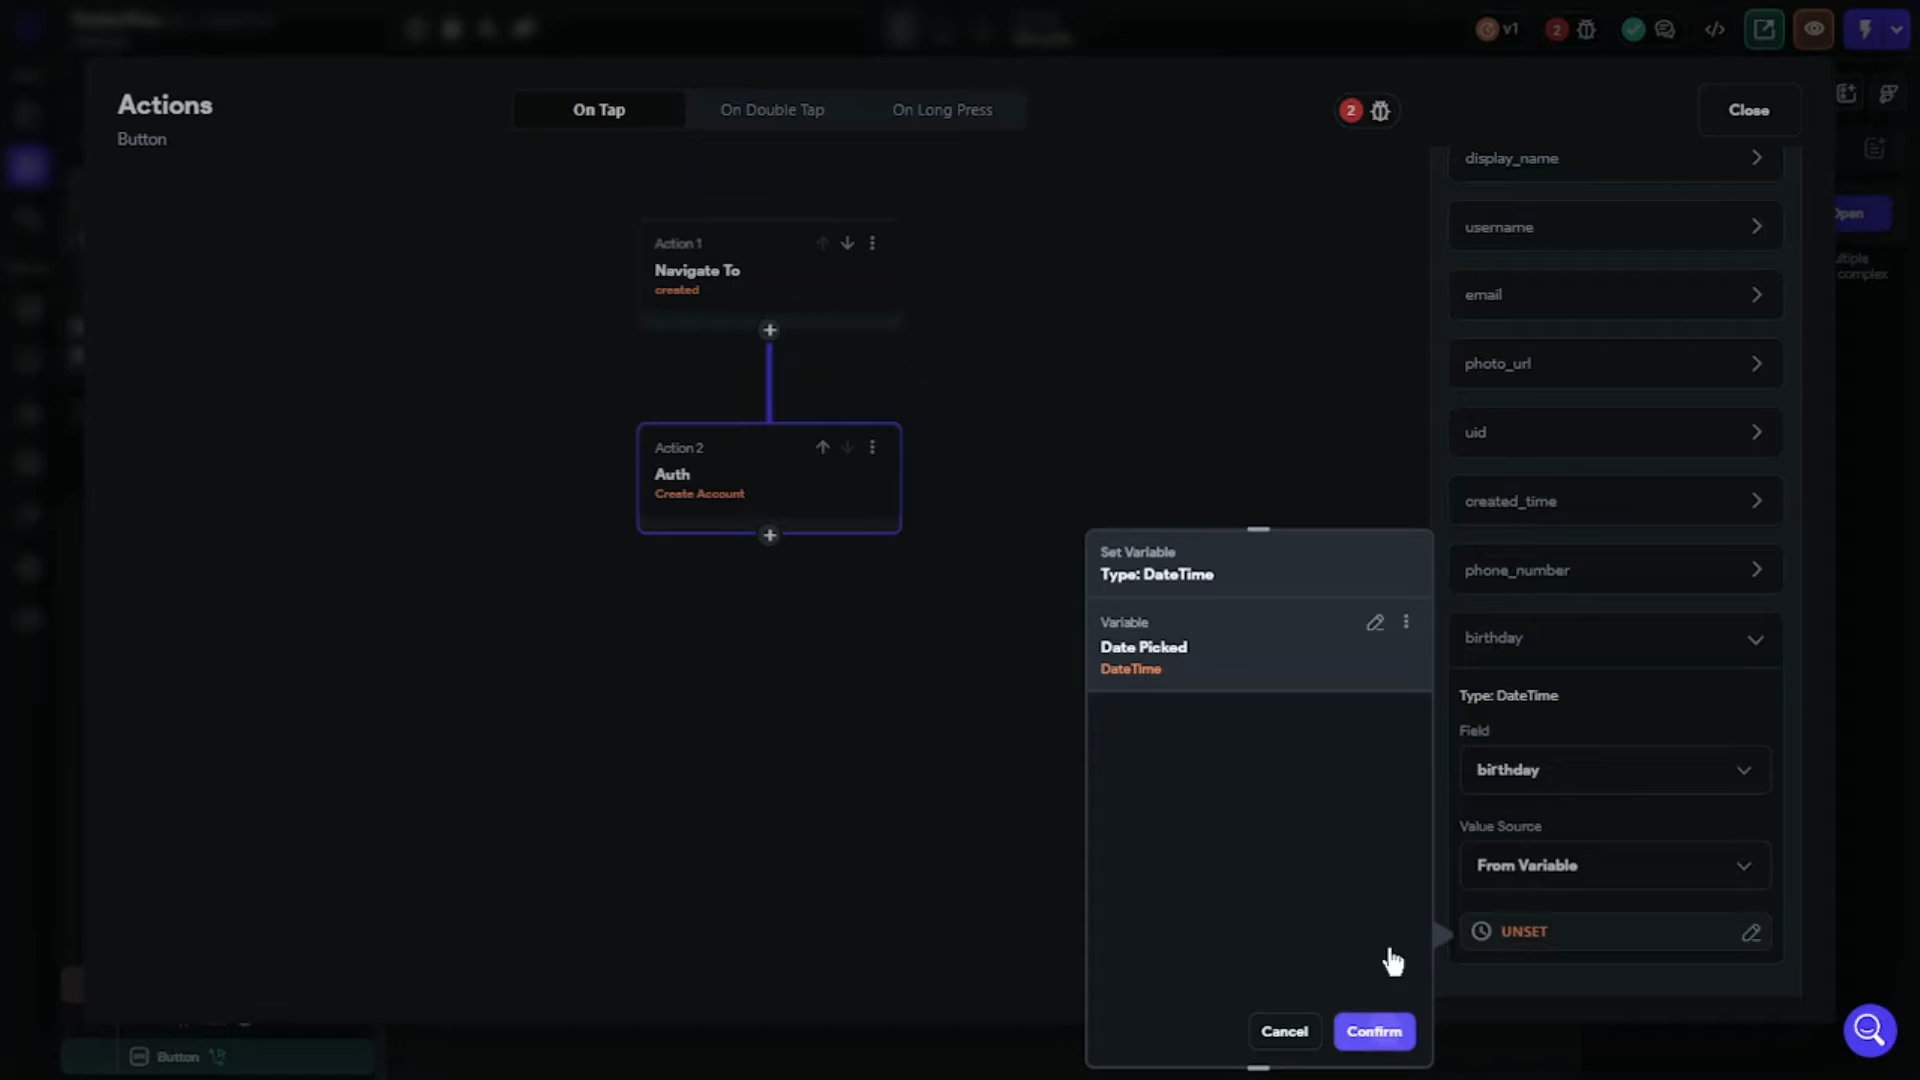 v1
2
Actions
Button
On Tap
On Double Tap
On Long Press
2
Close
display_name
username
Open
email
photo_url
uid
created_time
phone_number
birthday
Type: DateTime
Field
birthday
Value Source
From Variable
UNSET
Action 1
Navigate To
created
Action 2
Auth
Create Account
Set Variable
Type: DateTime
Variable
Date Picked
DateTime
Cancel
Confirm
complex
Button